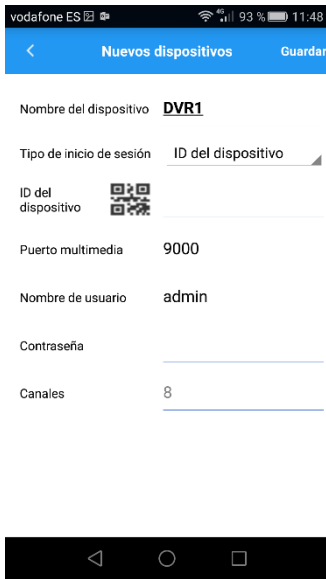 vodafone ES 93 % 11:48
Nuevos dispositivos Guardar
Nombre del dispositivo DVR1
Tipo de inicio de sesión ID del dispositivo
ID del
dispositivo
Puerto multimedia 9000
Nombre de usuario admin
Contraseña
Canales 8